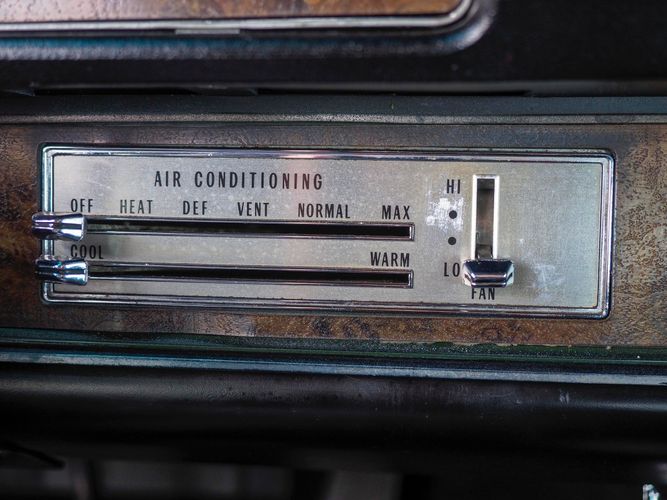 AIR CONDITIONING
OFF HEAT DEF VENT NORMAL MAX
COOL WARM
HI
LO
FAN